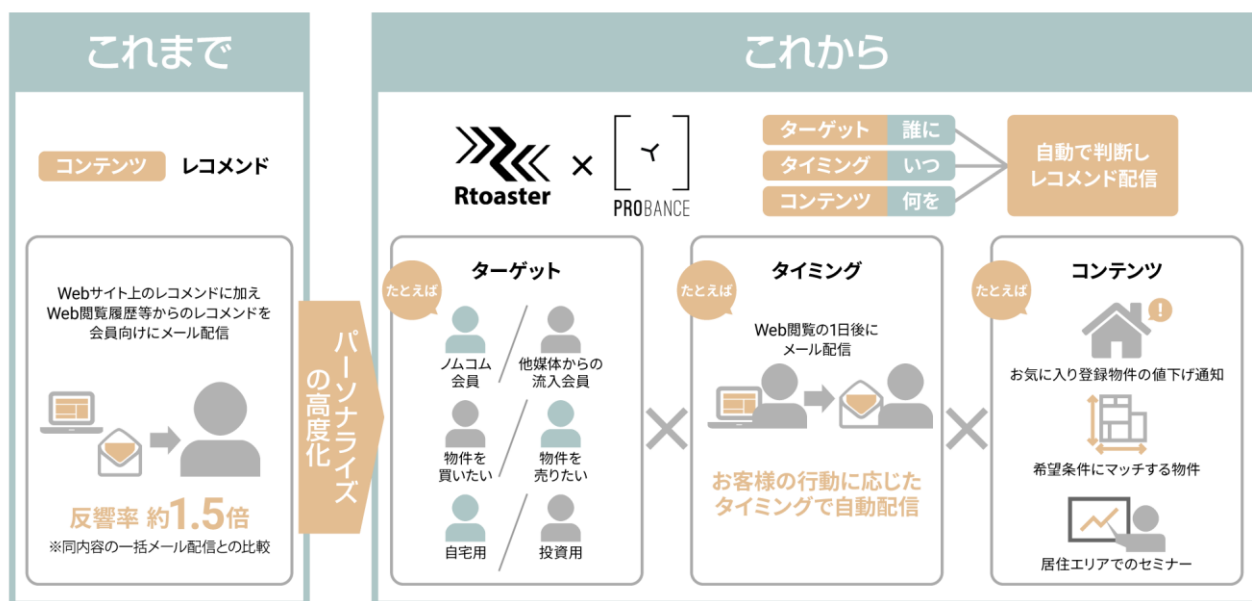 これまで
コンテンツ レコメンド
Webサイト上のレコメンドに加え
Web閲覧履歴等からのレコメンドを
会員向けにメール配信
反響率 約1.5倍
※同内容の一括メール配信との比較
パーソナライズ
の高度化
これから
Rtoaster
×
PROBANCE
ターゲット 誰に
タイミング いつ
コンテンツ 何を
自動で判断し
レコメンド配信
たとえば
ターゲット
ノムコム
会員
他媒体からの
流入会員
物件を
買いたい
物件を
売りたい
自宅用
投資用
×
たとえば
タイミング
Web閲覧の1日後に
メール配信
お客様の行動に応じた
タイミングで自動配信
×
たとえば
コンテンツ
!
お気に入り登録物件の値下げ通知
希望条件にマッチする物件
居住エリアでのセミナー